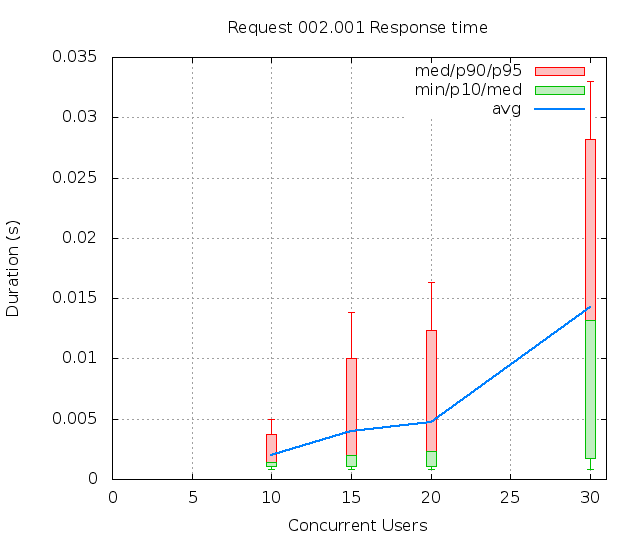 Request 002.001 Response time
0.035
0.03
0.025
0.02
0.015
0.01
0.005
0
Duration (s)
med/p90/p95
min/p10/med
avg
0 5 10 15 20 25 30
Concurrent Users